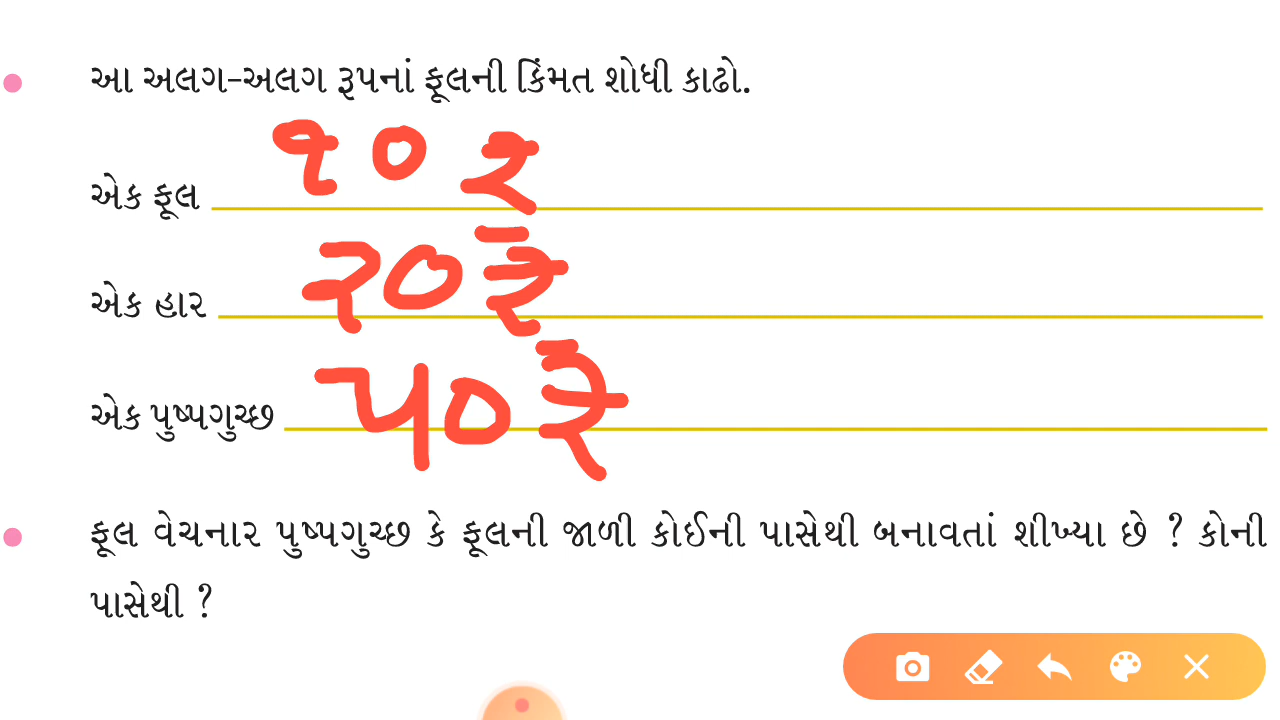 આ અલગ-અલગ રૂપનાં ફૂલની કિંમત શોધી કાઢો.
એક ફૂલ ૧૦ ₹
એક હાર ૨૦ ₹
એક પુષ્પગુચ્છ ૫૦ ₹
ફૂલ વેચનાર પુષ્પગુચ્છ કે ફૂલની જાળી કોઈની પાસેથી બનાવતાં શીખ્યા છે ? કોની
પાસેથી ?